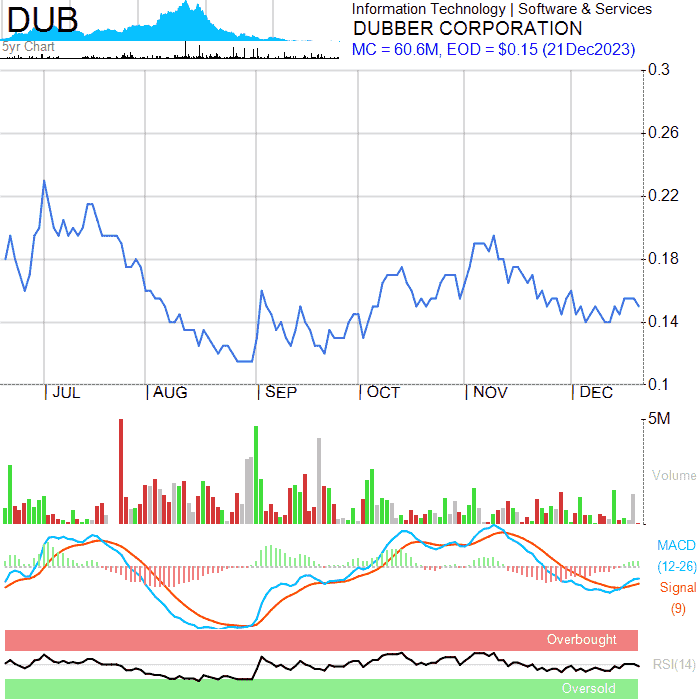 DUB
5yr Chart
Information Technology | Software & Services
DUBBER CORPORATION
MC = 60.6M, EOD = $0.15 (21Dec2023)
0.3
0.26
0.22
0.18
0.14
0.1
JUL
AUG
SEP
OCT
NOV
DEC
5M
Volume
MACD
(12-26)
Signal
(9)
Overbought
RSI(14)
Oversold